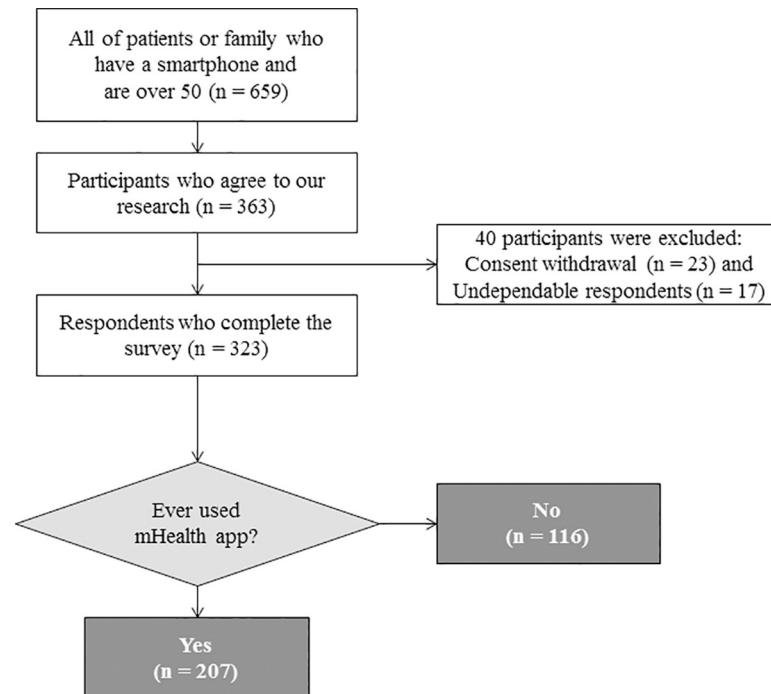 All of patients or family who
have a smartphone and
are over 50 (n = 659)
Participants who agree to our
research (n = 363)
40 participants were excluded:
Consent withdrawal (n = 23) and
Undependable respondents (n = 17)
Respondents who complete the
survey (n = 323)
Ever used
mHealth app?
No
(n = 116)
Yes
(n = 207)